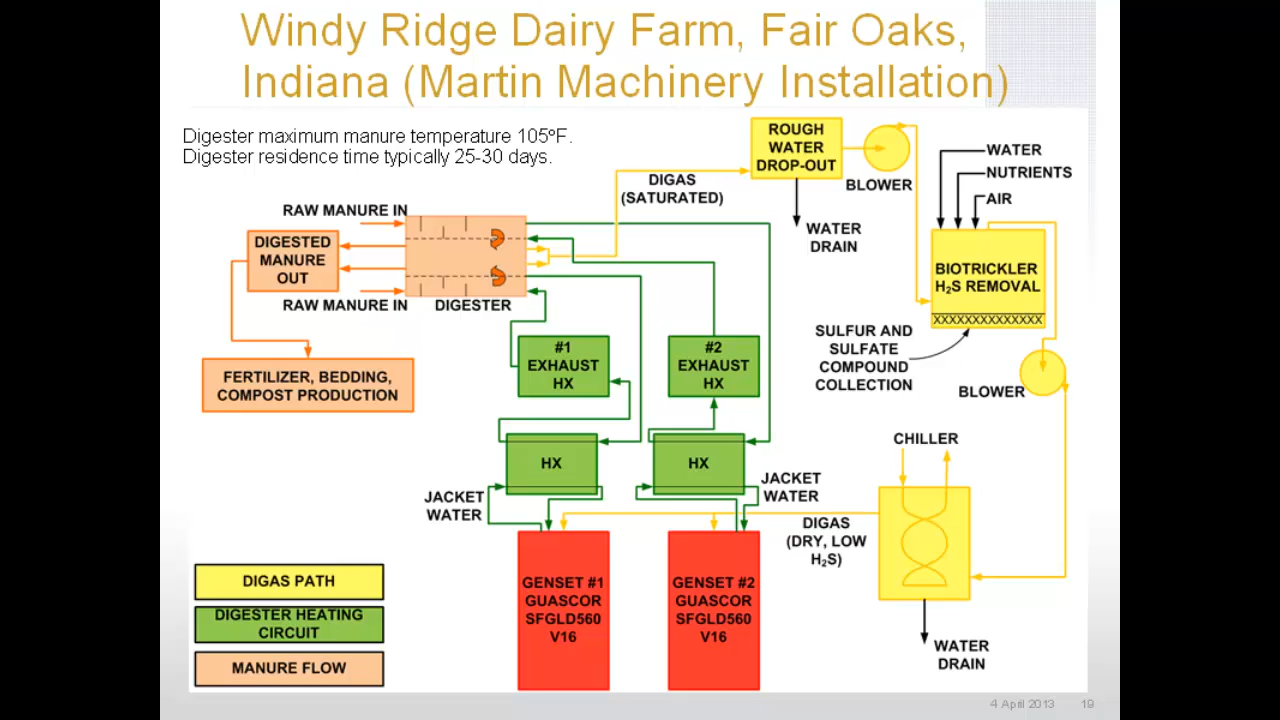 Windy Ridge Dairy Farm, Fair Oaks,
Indiana (Martin Machinery Installation)
Digester maximum manure temperature 105°F.
Digester residence time typically 25-30 days.
ROUGH
WATER
DROP-OUT
BLOWER
WATER
NUTRIENTS
AIR
DIGAS
(SATURATED)
WATER
DRAIN
RAW MANURE IN
DIGESTED
MANURE
OUT
RAW MANURE IN
DIGESTER
BIOTRICKLER
H₂S REMOVAL
XXXXXXXXXXXXXXX
SULFUR AND
SULFATE
COMPOUND
COLLECTION
BLOWER
#1
EXHAUST
HX
#2
EXHAUST
HX
FERTILIZER, BEDDING,
COMPOST PRODUCTION
CHILLER
HX
HX
JACKET
WATER
JACKET
WATER
DIGAS
(DRY, LOW
H₂S)
GENSET #1
GUASCOR
SFGLD560
V16
GENSET #2
GUASCOR
SFGLD560
V16
WATER
DRAIN
DIGAS PATH
DIGESTER HEATING
CIRCUIT
MANURE FLOW
4 April 2013
19